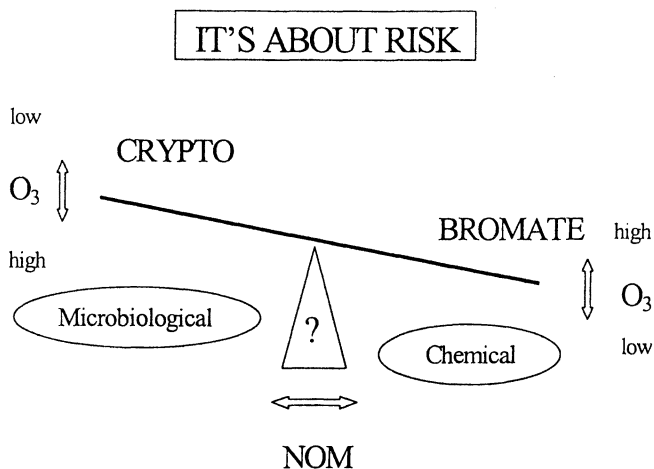 IT'S ABOUT RISK
low
CRYPTO
O₃
high
BROMATE
high
O₃
low
Microbiological
?
Chemical
NOM